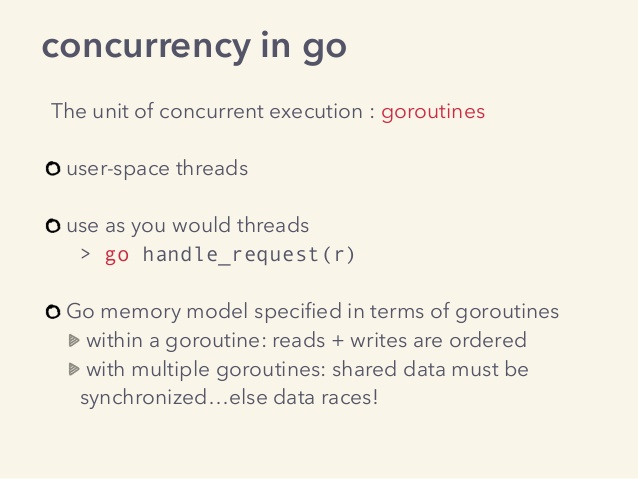 concurrency in go
The unit of concurrent execution : goroutines
user-space threads
use as you would threads
> go handle_request(r)
Go memory model specified in terms of goroutines
within a goroutine: reads + writes are ordered
with multiple goroutines: shared data must be
synchronized…else data races!